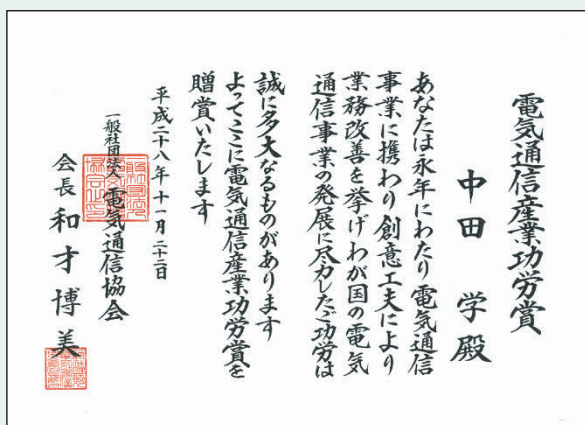 電気通信産業功労賞
中田 学殿
あなたは永年にわたり電気通信
事業に携わり創意工夫により
業務改善を挙げわが国の電気
通信事業の発展に尽力したご功労は
誠に多大なるものがあります
よってここに電気通信産業功労賞を
贈賞いたします
平成二十八年十一月二十二日
一般社団法人 電気通信協会
会長 和才博美